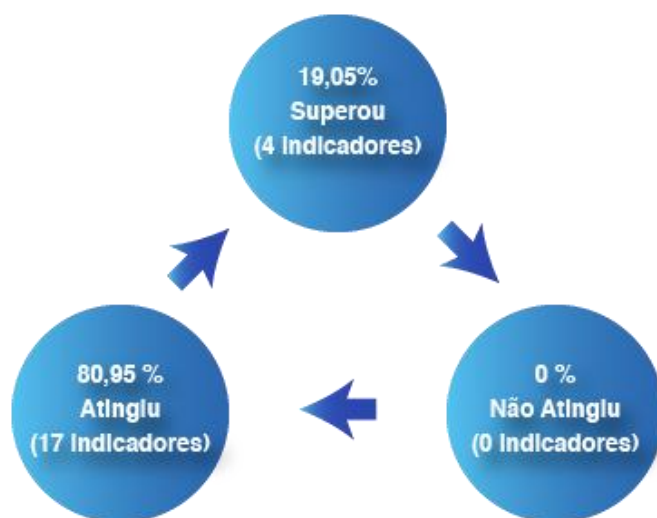 19,05%
Superou
(4 indicadores)
80,95 %
Atingiu
(17 indicadores)
0 %
Não Atingiu
(0 indicadores)